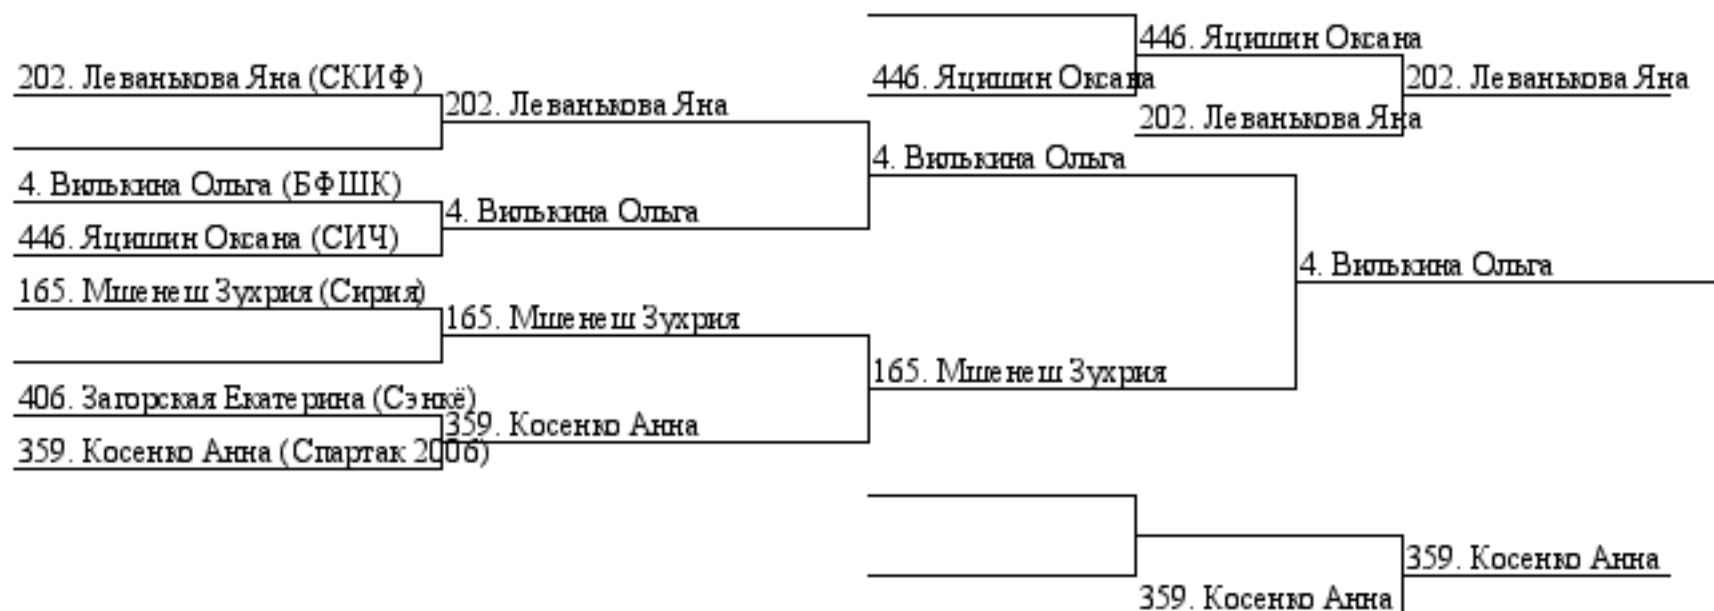 202. Леванькова Яна (СКИФ)
4. Вилькина Ольга (БФШК)
446. Яцишин Оксана (СИЧ)
165. Мшенеш Зухрия (Сирия)
406. Загорская Екатерина (Сэнкё)
359. Косенко Анна (Спартак 2006)
202. Леванькова Яна
4. Вилькина Ольга
165. Мшенеш Зухрия
359. Косенко Анна
4. Вилькина Ольга
165. Мшенеш Зухрия
4. Вилькина Ольга
446. Яцишин Оксана
446. Яцишин Оксана
202. Леванькова Яна
202. Леванькова Яна
359. Косенко Анна
359. Косенко Анна